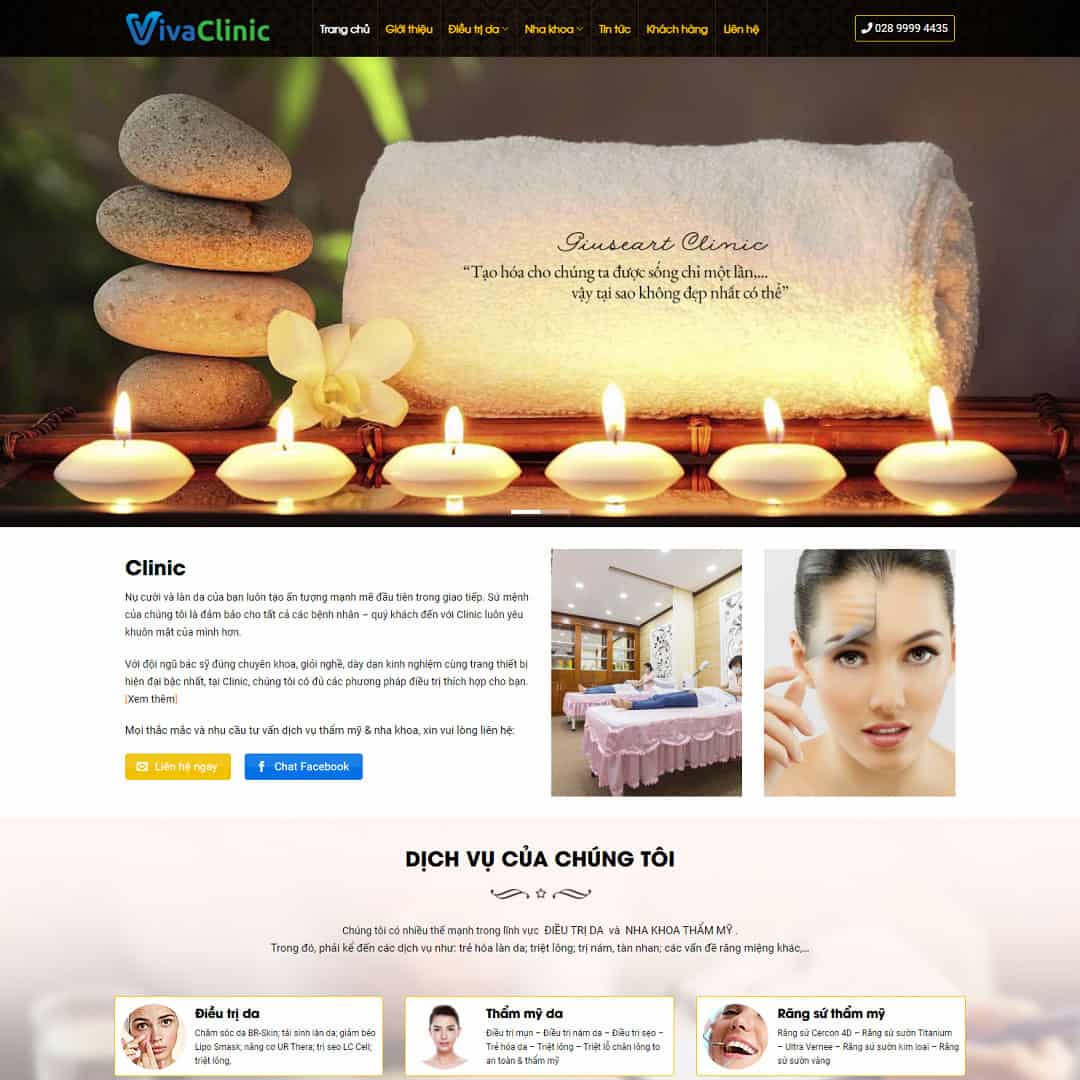 VivaClinic
Trang chủ
Giới thiệu
Điều trị da
Nha khoa
Tin tức
Khách hàng
Liên hệ
028 9999 4435
Giuseart Clinic
“Tạo hóa cho chúng ta được sống chỉ một lần,...
vậy tại sao không đẹp nhất có thể”
Clinic
Nụ cười và làn da của bạn luôn tạo ấn tượng mạnh mẽ đầu tiên trong giao tiếp. Sứ mệnh
của chúng tôi là đảm bảo cho tất cả các bệnh nhân – quý khách đến với Clinic luôn yêu
khuôn mặt của mình hơn.
Với đội ngũ bác sỹ đúng chuyên khoa, giỏi nghề, dày dạn kinh nghiệm cùng trang thiết bị
hiện đại bậc nhất, tại Clinic, chúng tôi có đủ các phương pháp điều trị thích hợp cho bạn.
[Xem thêm]
Mọi thắc mắc và nhu cầu tư vấn dịch vụ thẩm mỹ & nha khoa, xin vui lòng liên hệ:
Liên hệ ngay
Chat Facebook
DỊCH VỤ CỦA CHÚNG TÔI
Chúng tôi có nhiều thế mạnh trong lĩnh vực ĐIỀU TRỊ DA và NHA KHOA THẨM MỸ .
Trong đó, phải kể đến các dịch vụ như: trẻ hóa làn da; triệt lông; trị nám, tàn nhan; các vấn đề răng miệng khác,...
Điều trị da
Chăm sóc da BR-Skin; tái sinh làn da; giảm béo
Lipo Smask; nâng cơ UR Thera; trị sẹo LC Cell;
triệt lông,
Thẩm mỹ da
Điều trị mụn – Điều trị nám da – Điều trị sẹo –
Trẻ hóa da – Triệt lông – Triệt lỗ chân lông to
an toàn & thẩm mỹ
Răng sứ thẩm mỹ
Răng sứ Cercon 4D – Răng sứ sườn Titanium
– Ultra Vernee – Răng sứ sườn kim loại – Răng
sứ sườn vàng